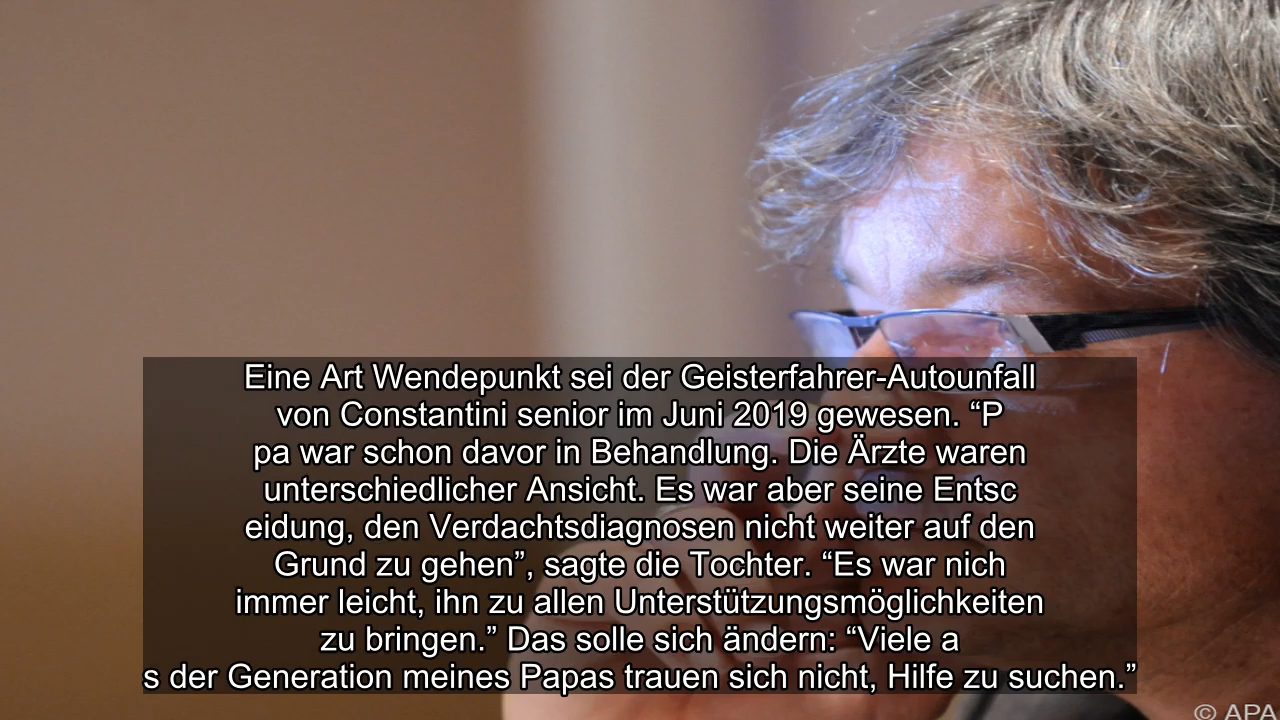 Eine Art Wendepunkt sei der Geisterfahrer-Autounfall
von Constantini senior im Juni 2019 gewesen. “P
pa war schon davor in Behandlung. Die Ärzte waren
unterschiedlicher Ansicht. Es war aber seine Entsc
eidung, den Verdachtsdiagnosen nicht weiter auf den
Grund zu gehen”, sagte die Tochter. “Es war nich
immer leicht, ihn zu allen Unterstützungsmöglichkeiten
zu bringen.” Das solle sich ändern: “Viele a
s der Generation meines Papas trauen sich nicht, Hilfe zu suchen.”
© APA